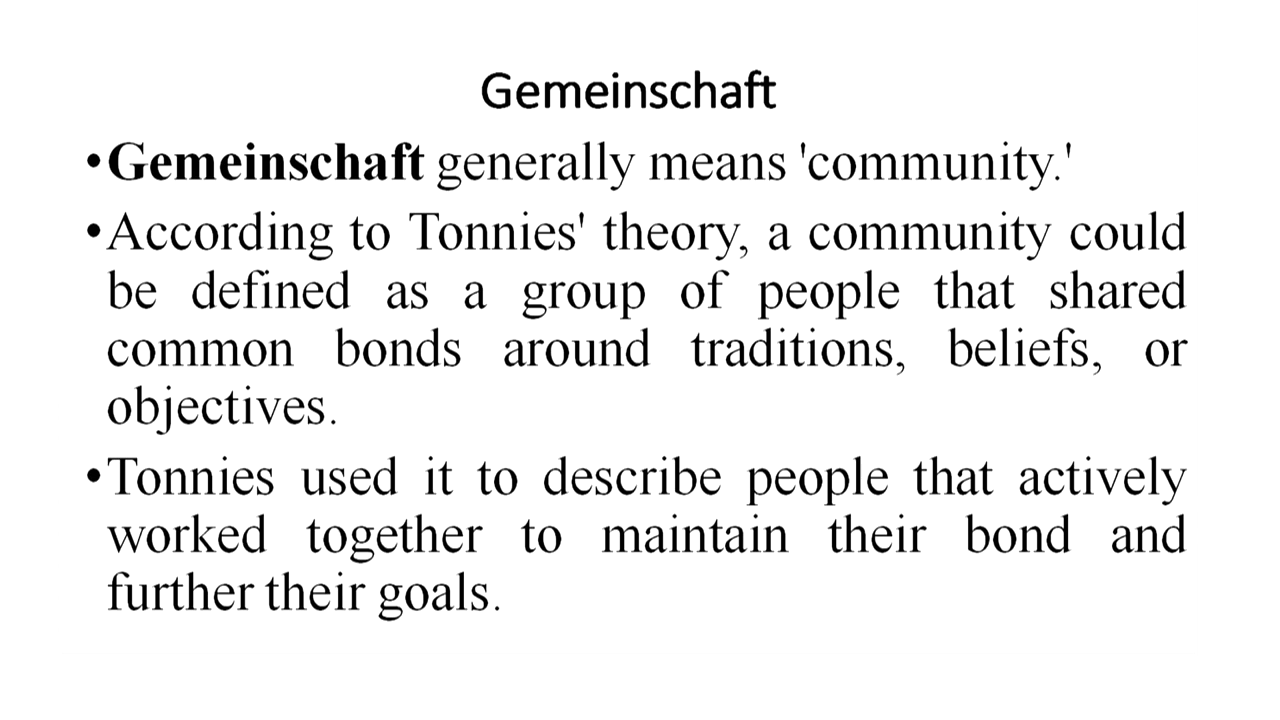 Gemeinschaft
•Gemeinschaft generally means 'community.'
•According to Tonnies' theory, a community could
be defined as a group of people that shared
common bonds around traditions, beliefs, or
objectives.
•Tonnies used it to describe people that actively
worked together to maintain their bond and
further their goals.